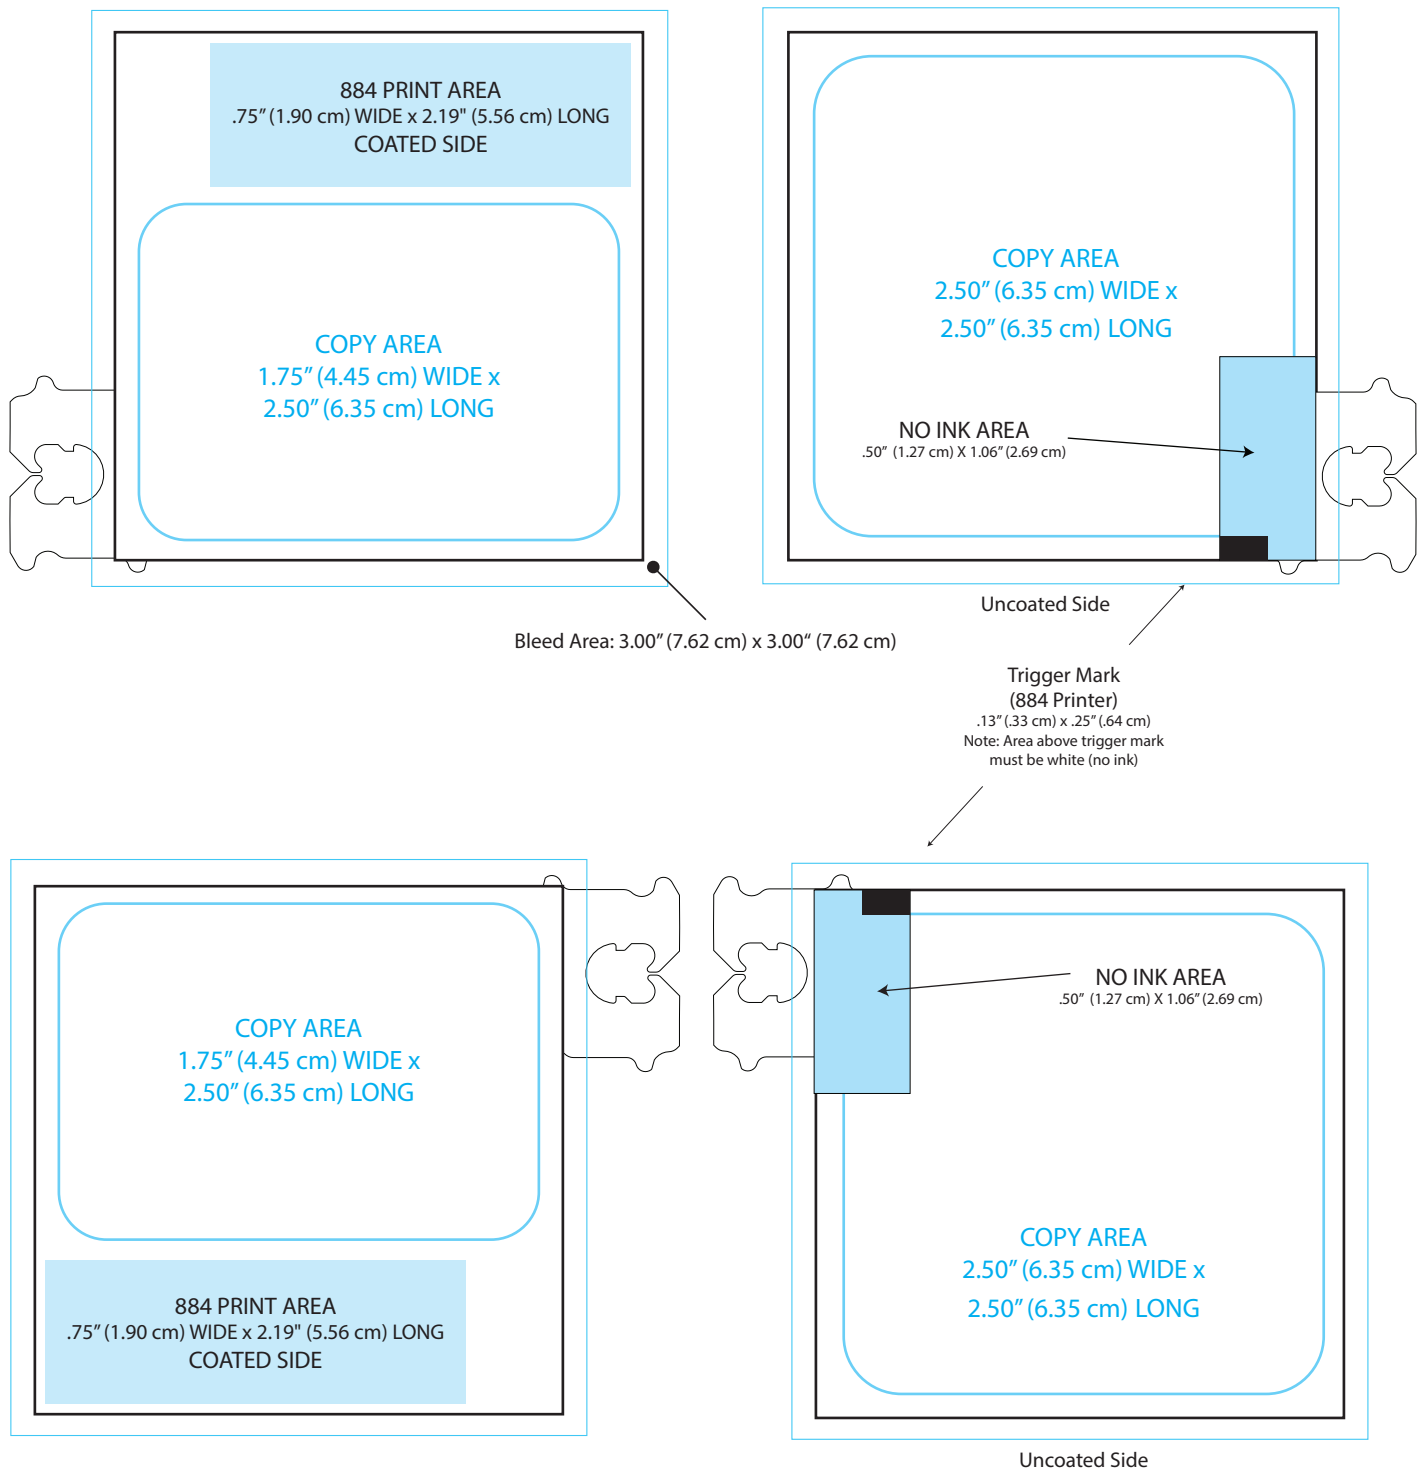 884 PRINT AREA
.75” (1.90 cm) WIDE x 2.19" (5.56 cm) LONG
COATED SIDE
COPY AREA
1.75” (4.45 cm) WIDE x
2.50” (6.35 cm) LONG
COPY AREA
2.50” (6.35 cm) WIDE x
2.50” (6.35 cm) LONG
NO INK AREA
.50” (1.27 cm) X 1.06” (2.69 cm)
Uncoated Side
Bleed Area: 3.00” (7.62 cm) x 3.00“ (7.62 cm)
Trigger Mark
(884 Printer)
.13” (.33 cm) x .25” (.64 cm)
Note: Area above trigger mark
must be white (no ink)
COPY AREA
1.75” (4.45 cm) WIDE x
2.50” (6.35 cm) LONG
884 PRINT AREA
.75” (1.90 cm) WIDE x 2.19" (5.56 cm) LONG
COATED SIDE
NO INK AREA
.50” (1.27 cm) X 1.06” (2.69 cm)
COPY AREA
2.50” (6.35 cm) WIDE x
2.50” (6.35 cm) LONG
Uncoated Side